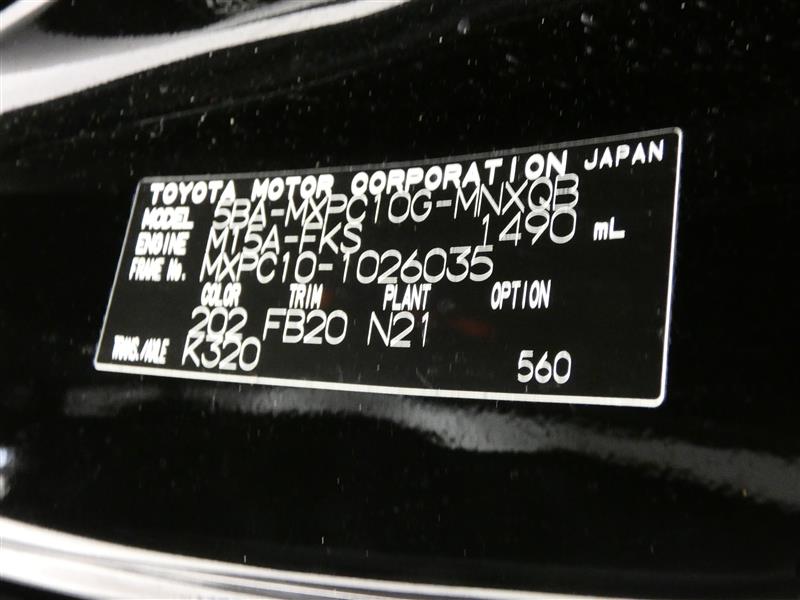 TOYOTA MOTOR CORPORATION JAPAN
MODEL 5BA-MXPC10G-MNXQB
ENGINE M15A-FKS 1490 mL
FRAME No. MXPC10-1026035
COLOR TRIM PLANT OPTION
202 FB20 N21
TRANS./AXLE K320 560